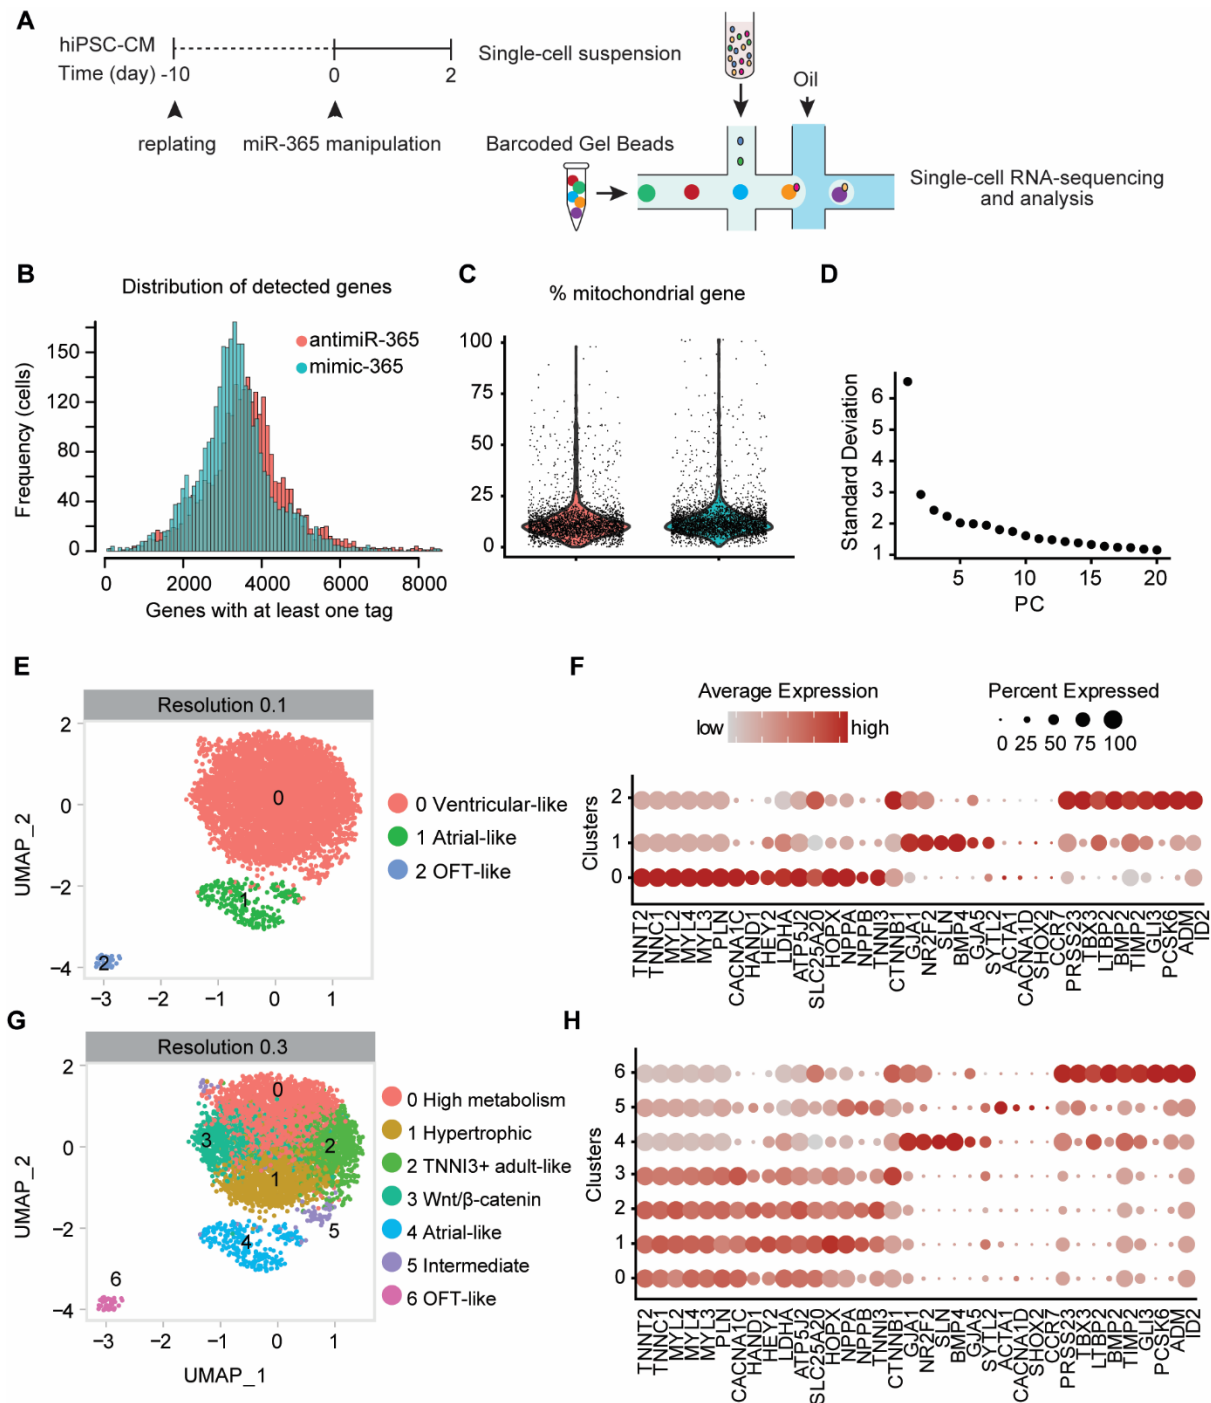 A
hiPSC-CM
Time (day) -10 0 2
replating
miR-365 manipulation
Single-cell suspension
Oil
Barcoded Gel Beads
Single-cell RNA-sequencing
and analysis
B
Distribution of detected genes
Frequency (cells)
150
120
80
40
0
antimiR-365
mimic-365
0 2000 4000 6000 8000
Genes with at least one tag
C
% mitochondrial gene
100
75
50
25
0
D
Standard Deviation
6
5
4
3
2
1
5 10 15 20
PC
E
Resolution 0.1
UMAP_2
2
0
−2
−4
0
1
2
−3 −2 −1 0 1
0 Ventricular-like
1 Atrial-like
2 OFT-like
F
Average Expression
low
high
Percent Expressed
0 25 50 75 100
Clusters
2
1
0
TNNT2
TNNC1
MYL2
MYL4
MYL3
PLN
CACNA1C
HAND1
HEY2
LDHA
ATP5J2
SLC25A20
HOPX
NPPA
NPPB
TNNI3
CTNNB1
GJA1
NR2F2
SLN
BMP4
GJA5
SYTL2
ACTA1
CACNA1D
SHOX2
CCR7
PRSS23
TBX3
LTBP2
BMP2
TIMP2
GLI3
PCSK6
ADM
ID2
G
Resolution 0.3
UMAP_2
2
0
−2
−4
0
3
2
1
5
4
6
−3 −2 −1 0 1
UMAP_1
0 High metabolism
1 Hypertrophic
2 TNNI3+ adult-like
3 Wnt/β-catenin
4 Atrial-like
5 Intermediate
6 OFT-like
H
Clusters
6
5
4
3
2
1
0
TNNT2
TNNC1
MYL2
MYL4
MYL3
PLN
CACNA1C
HAND1
HEY2
LDHA
ATP5J2
SLC25A20
HOPX
NPPA
NPPB
TNNI3
CTNNB1
GJA1
NR2F2
SLN
BMP4
GJA5
SYTL2
ACTA1
CACNA1D
SHOX2
CCR7
PRSS23
TBX3
LTBP2
BMP2
TIMP2
GLI3
PCSK6
ADM
ID2